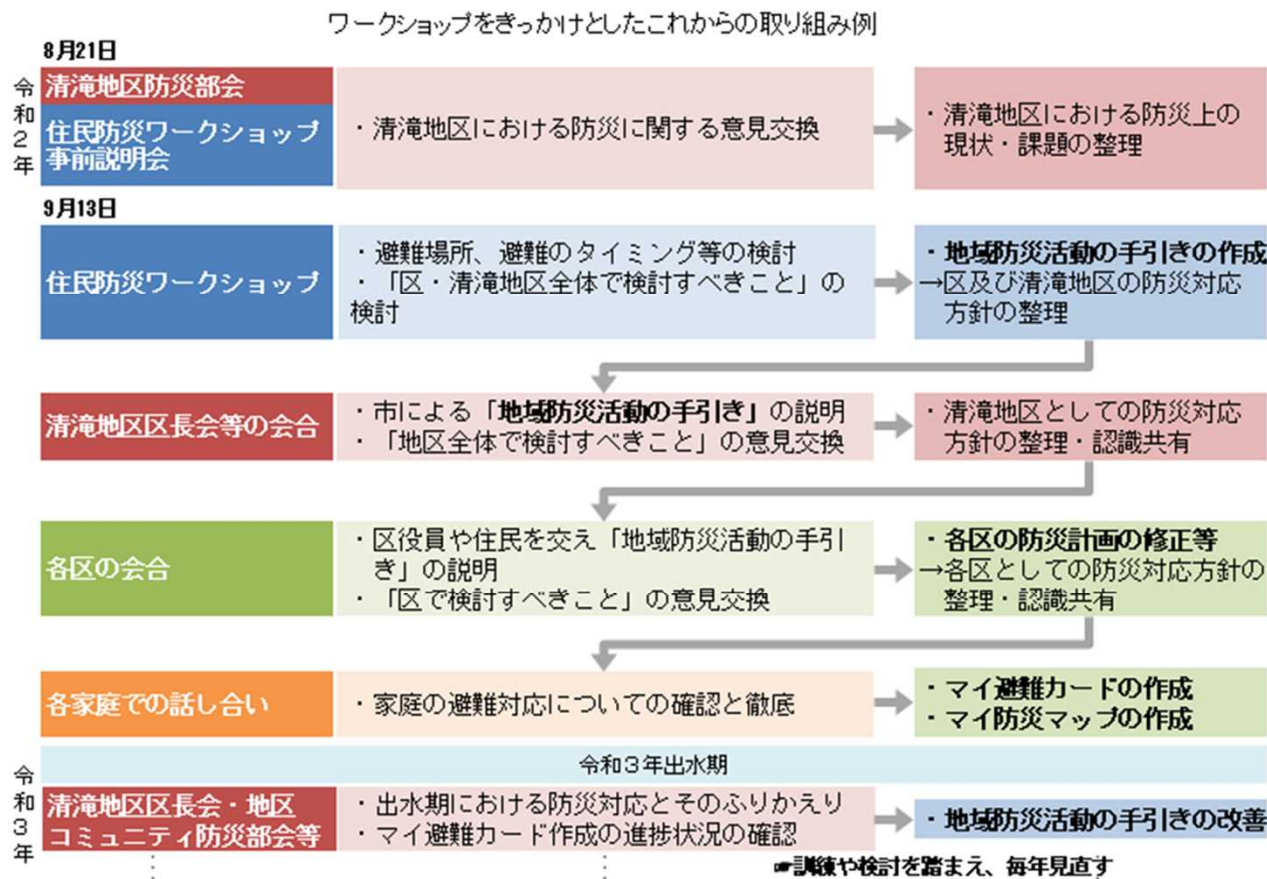 ワークショップをきっかけとしたこれからの取り組み例
令和2年
8月21日
清滝地区防災部会
住民防災ワークショップ
事前説明会
・清滝地区における防災に関する意見交換
・清滝地区における防災上の
現状・課題の整理
9月13日
住民防災ワークショップ
・避難場所、避難のタイミング等の検討
・「区・清滝地区全体で検討すべきこと」の
検討
・地域防災活動の手引きの作成
→区及び清滝地区の防災対応
方針の整理
清滝地区区長会等の会合
・市による「地域防災活動の手引き」の説明
・「地区全体で検討すべきこと」の意見交換
・清滝地区としての防災対応
方針の整理・認識共有
各区の会合
・区役員や住民を交え「地域防災活動の手引
き」の説明
・「区で検討すべきこと」の意見交換
・各区の防災計画の修正等
→各区としての防災対応方針の
整理・認識共有
各家庭での話し合い
・家庭の避難対応についての確認と徹底
・マイ避難カードの作成
・マイ防災マップの作成
令和3年
令和3年出水期
清滝地区区長会・地区
コミュニティ防災部会等
・出水期における防災対応とそのふりかえり
・マイ避難カード作成の進捗状況の確認
・地域防災活動の手引きの改善
☛訓練や検討を踏まえ、毎年見直す